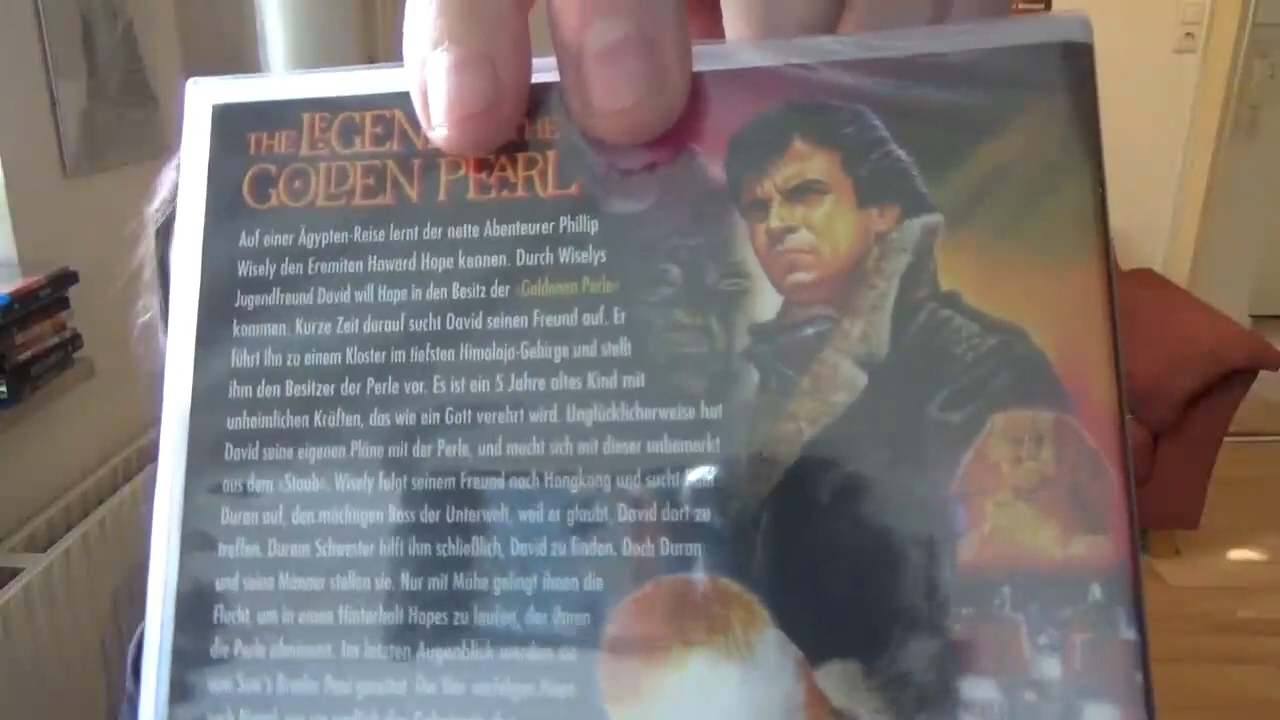 THE LEGEN THE
GOLDEN PEARL
Auf einer Ägypten-Reise lernt der nette Abenteurer Phillip
Wisely den Eremiten Howard Hope kennen. Durch Wiselys
Jugendfreund David will Hope in den Besitz der »Goldenen Perle«
kommen. Kurze Zeit darauf sucht David seinen Freund auf. Er
führt ihn zu einem Kloster im tiefsten Himalaja-Gebirge und stellt
ihm den Besitzer der Perle vor. Es ist ein 5 Jahre altes Kind mit
unheimlichen Kräften, das wie ein Gott verehrt wird. Unglücklicherweise hat
David seine eigenen Pläne mit der Perle, und macht sich mit dieser unbemerkt
aus dem »Staub«. Wisely folgt seinem Freund nach Hongkong und sucht
Duran auf, den mächtigen Boss der Unterwelt, weil er glaubt, David dort zu
treffen. Durans Schwester hilft ihm schließlich, David zu finden. Doch Duran
und seine Männer stellen sie. Nur mit Mühe gelingt ihnen die
Flucht, um in einen Hinterhalt Hopes zu laufen, der ihnen
die Perle abnimmt. Im letzten Augenblick werden sie